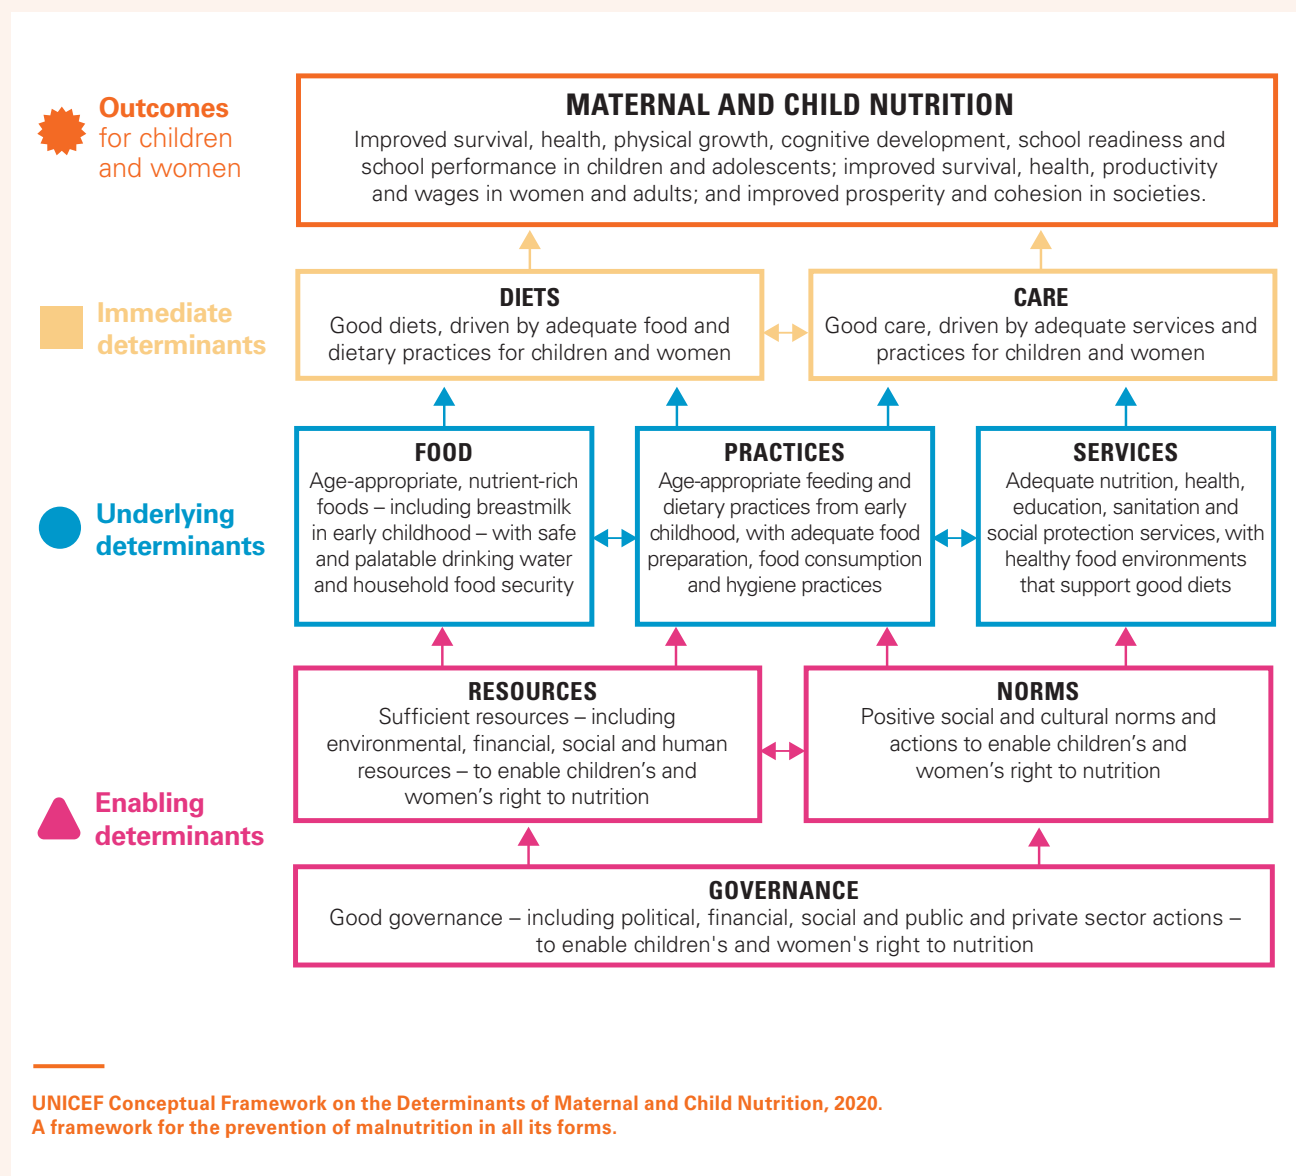 Outcomes
for children
and women
MATERNAL AND CHILD NUTRITION
Improved survival, health, physical growth, cognitive development, school readiness and
school performance in children and adolescents; improved survival, health, productivity
and wages in women and adults; and improved prosperity and cohesion in societies.
Immediate
determinants
DIETS
Good diets, driven by adequate food and
dietary practices for children and women
CARE
Good care, driven by adequate services and
practices for children and women
Underlying
determinants
FOOD
Age-appropriate, nutrient-rich
foods – including breastmilk
in early childhood – with safe
and palatable drinking water
and household food security
PRACTICES
Age-appropriate feeding and
dietary practices from early
childhood, with adequate food
preparation, food consumption
and hygiene practices
SERVICES
Adequate nutrition, health,
education, sanitation and
social protection services, with
healthy food environments
that support good diets
Enabling
determinants
RESOURCES
Sufficient resources – including
environmental, financial, social and human
resources – to enable children’s and
women’s right to nutrition
NORMS
Positive social and cultural norms and
actions to enable children’s and
women’s right to nutrition
GOVERNANCE
Good governance – including political, financial, social and public and private sector actions –
to enable children's and women's right to nutrition
UNICEF Conceptual Framework on the Determinants of Maternal and Child Nutrition, 2020.
A framework for the prevention of malnutrition in all its forms.